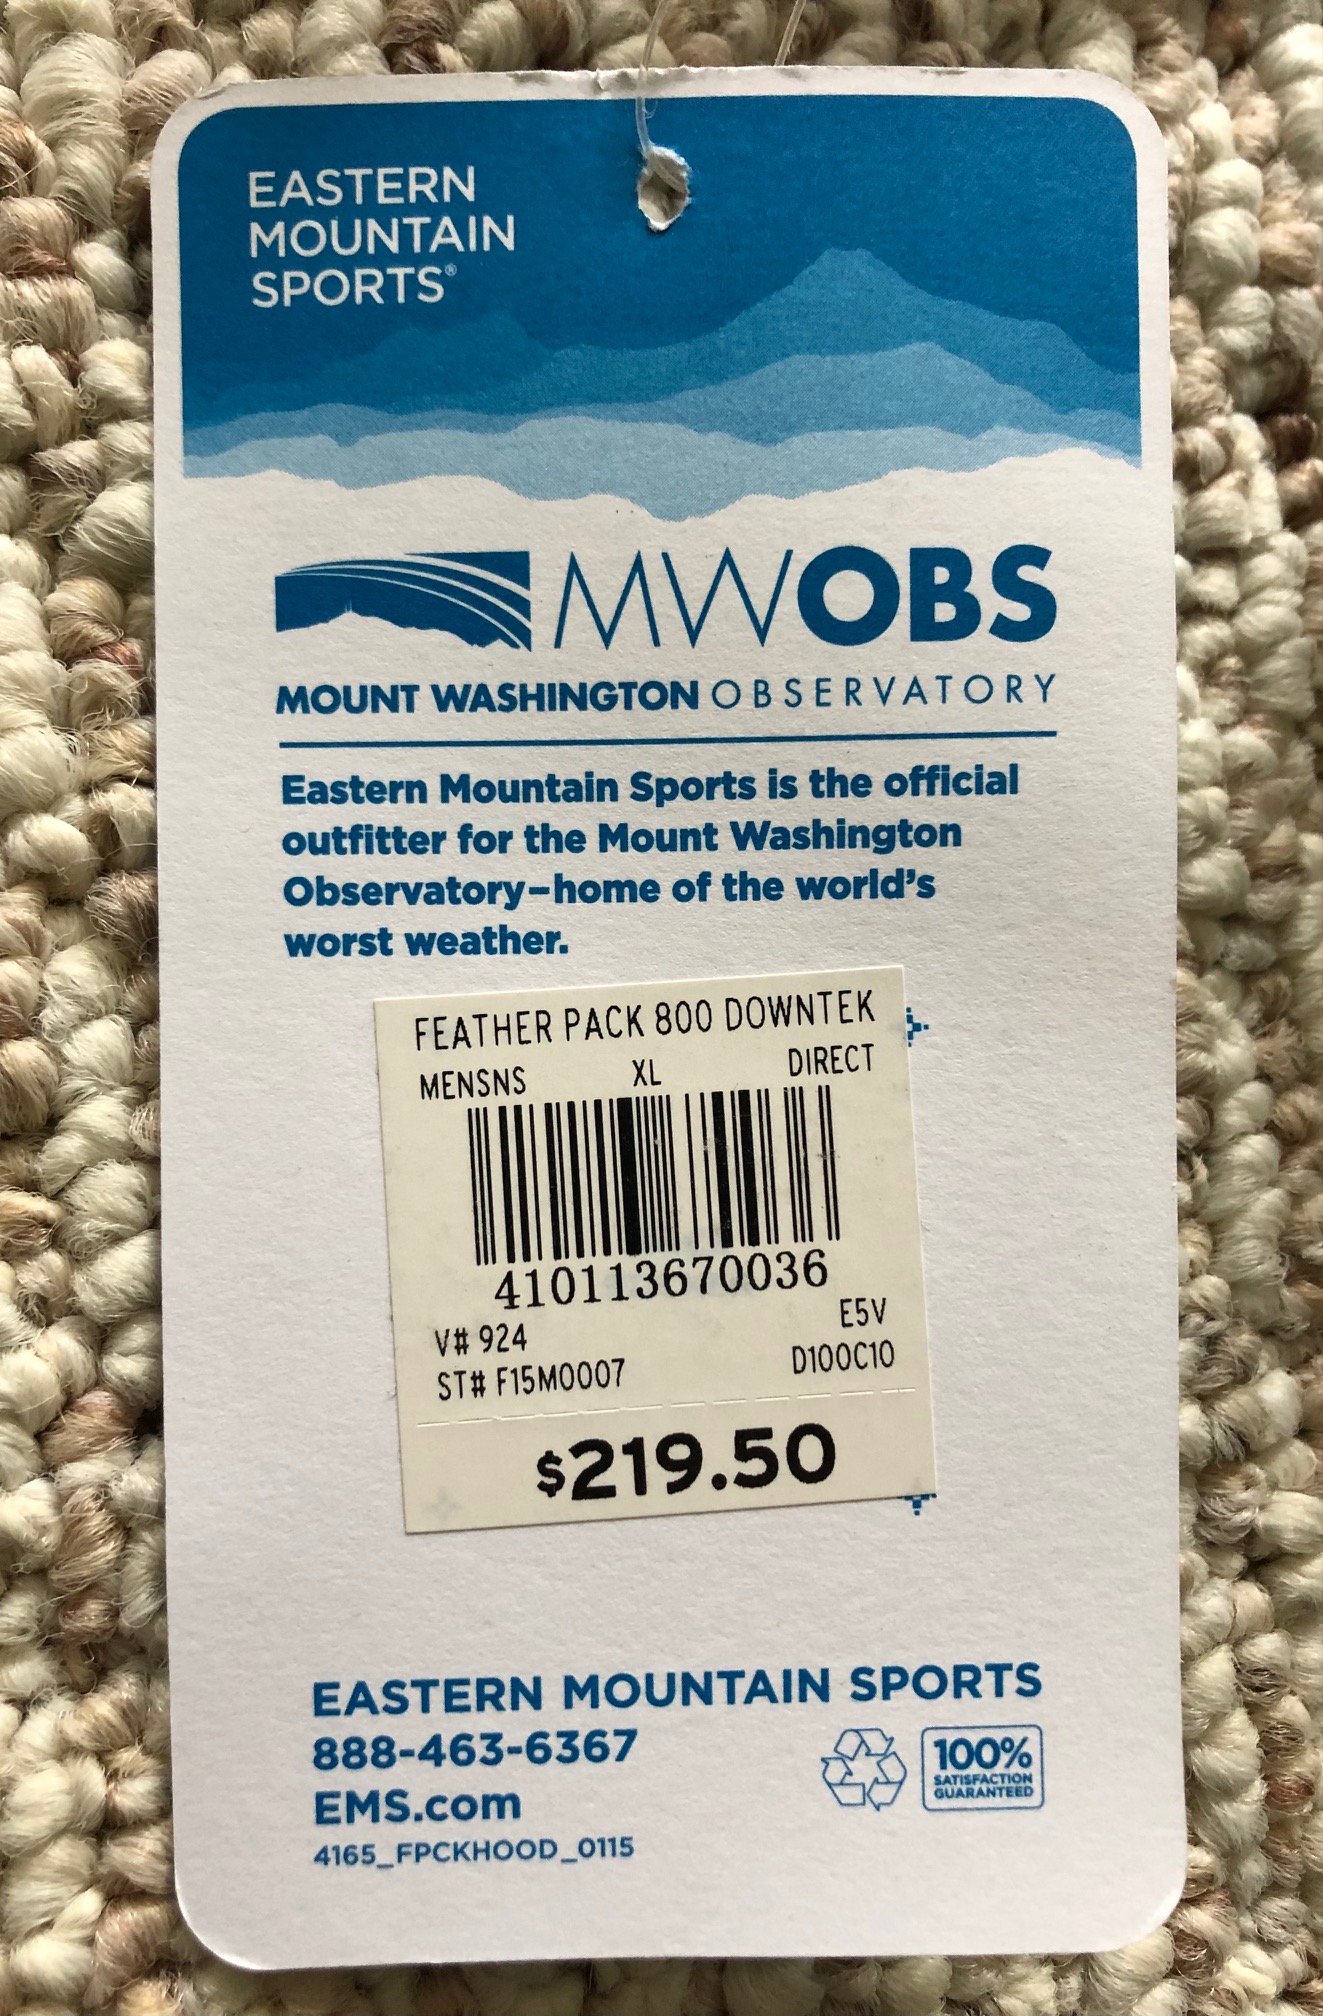 EASTERN
MOUNTAIN
SPORTS®
MWOBS
MOUNT WASHINGTON OBSERVATORY
Eastern Mountain Sports is the official
outfitter for the Mount Washington
Observatory–home of the world's
worst weather.
FEATHER PACK 800 DOWNTEK
MENSNS XL DIRECT
410113670036
V# 924 E5V
ST# F15M0007 D100C10
$219.50
EASTERN MOUNTAIN SPORTS
888-463-6367
EMS.com
4165_FPCKHOOD_0115
100%
SATISFACTION
GUARANTEED